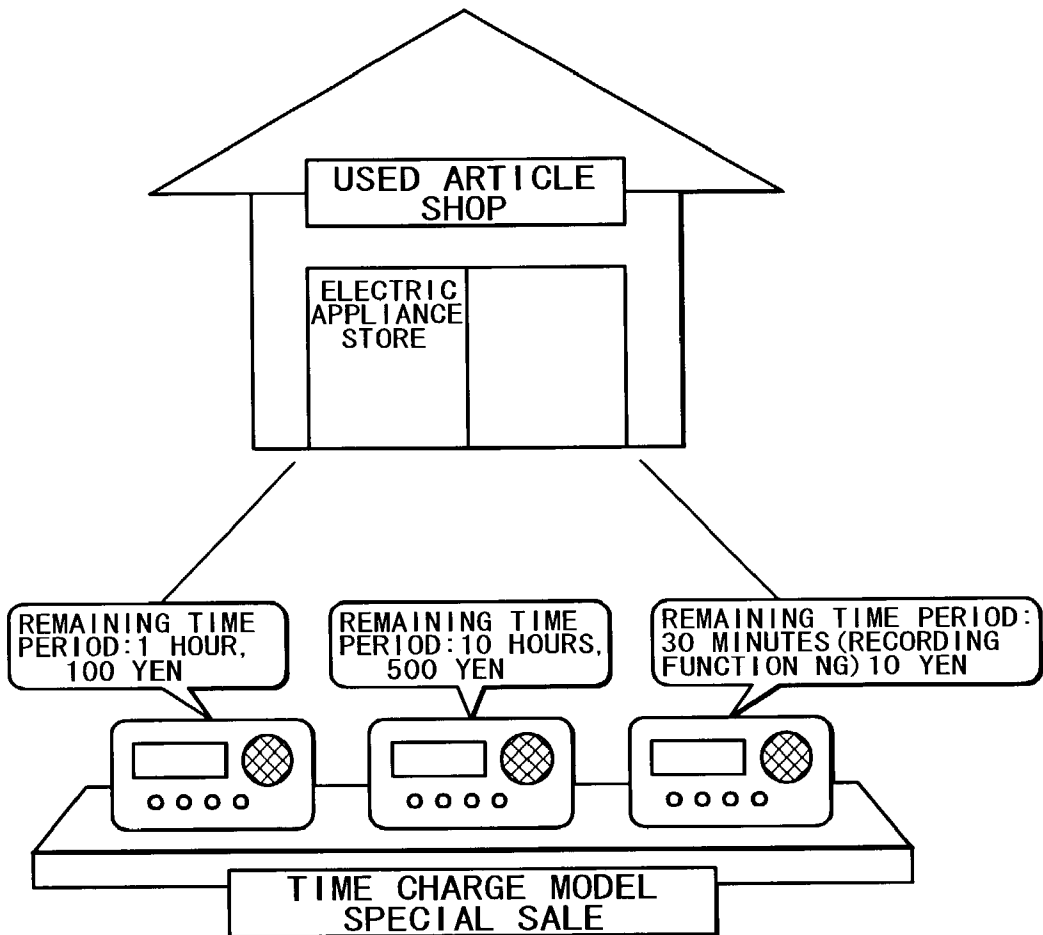 USED ARTICLE
SHOP
ELECTRIC
APPLIANCE
STORE
REMAINING TIME
PERIOD:1 HOUR,
100 YEN
REMAINING TIME
PERIOD:10 HOURS,
500 YEN
REMAINING TIME PERIOD:
30 MINUTES(RECORDING
FUNCTION NG)10 YEN
TIME CHARGE MODEL
SPECIAL SALE